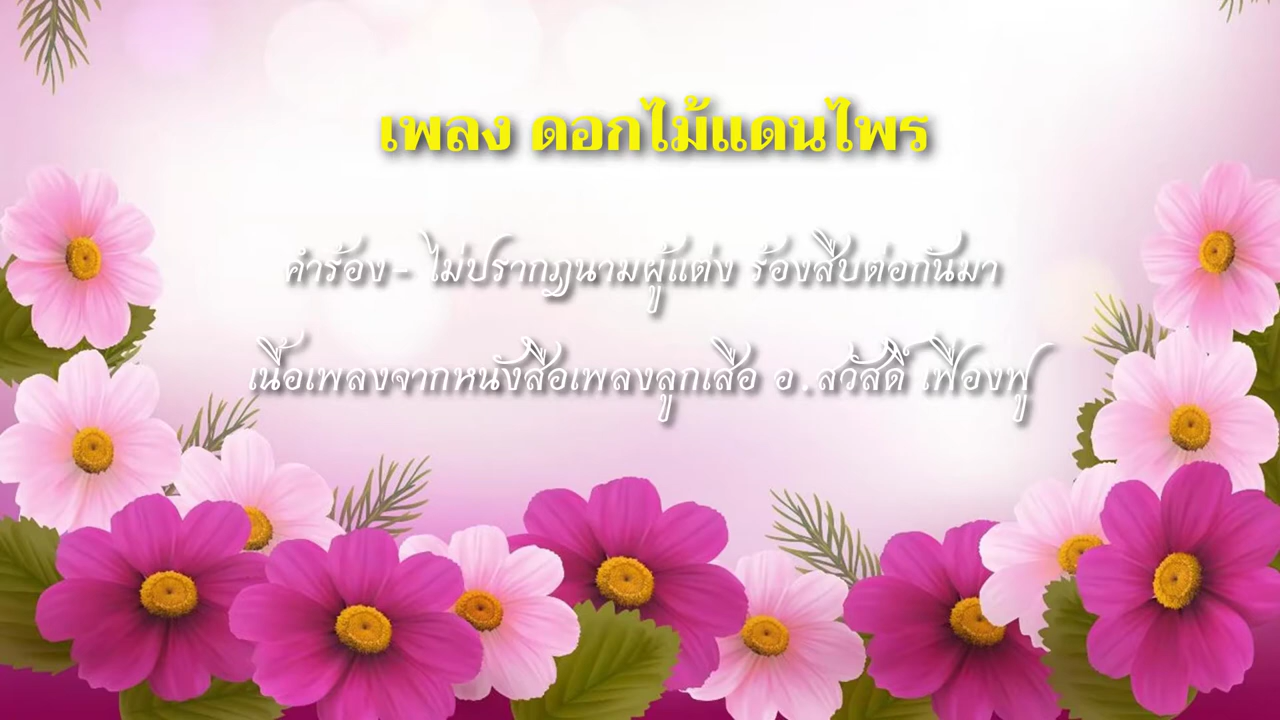 เพลง ดอกไม้แดนไพร
คำร้อง - ไม่ปรากฏนามผู้แต่ง ร้องสืบต่อกันมา
เนื้อเพลงจากหนังสือเพลงลูกเสือ อ.สวัสดิ์ เฟื่องฟู